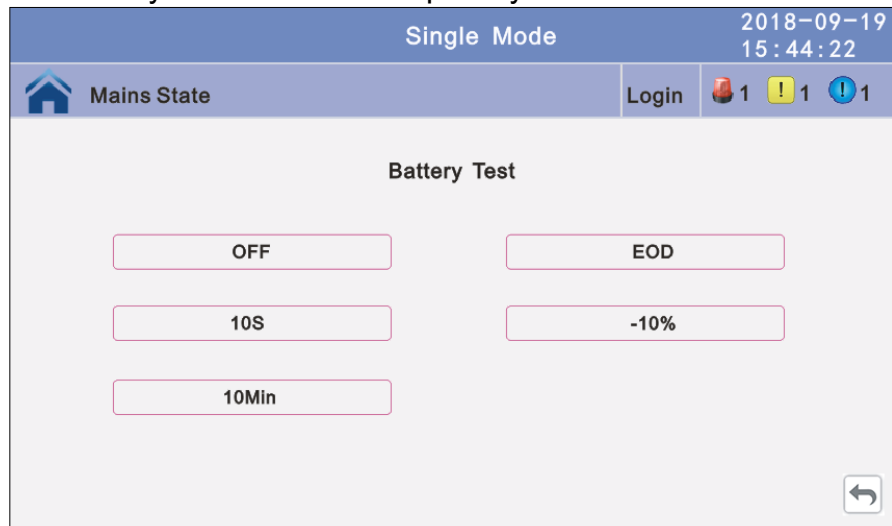 Single Mode
2018-09-19
15:44:22
Mains State
Login
1
! 1
! 1
Battery Test
OFF
EOD
10S
-10%
10Min